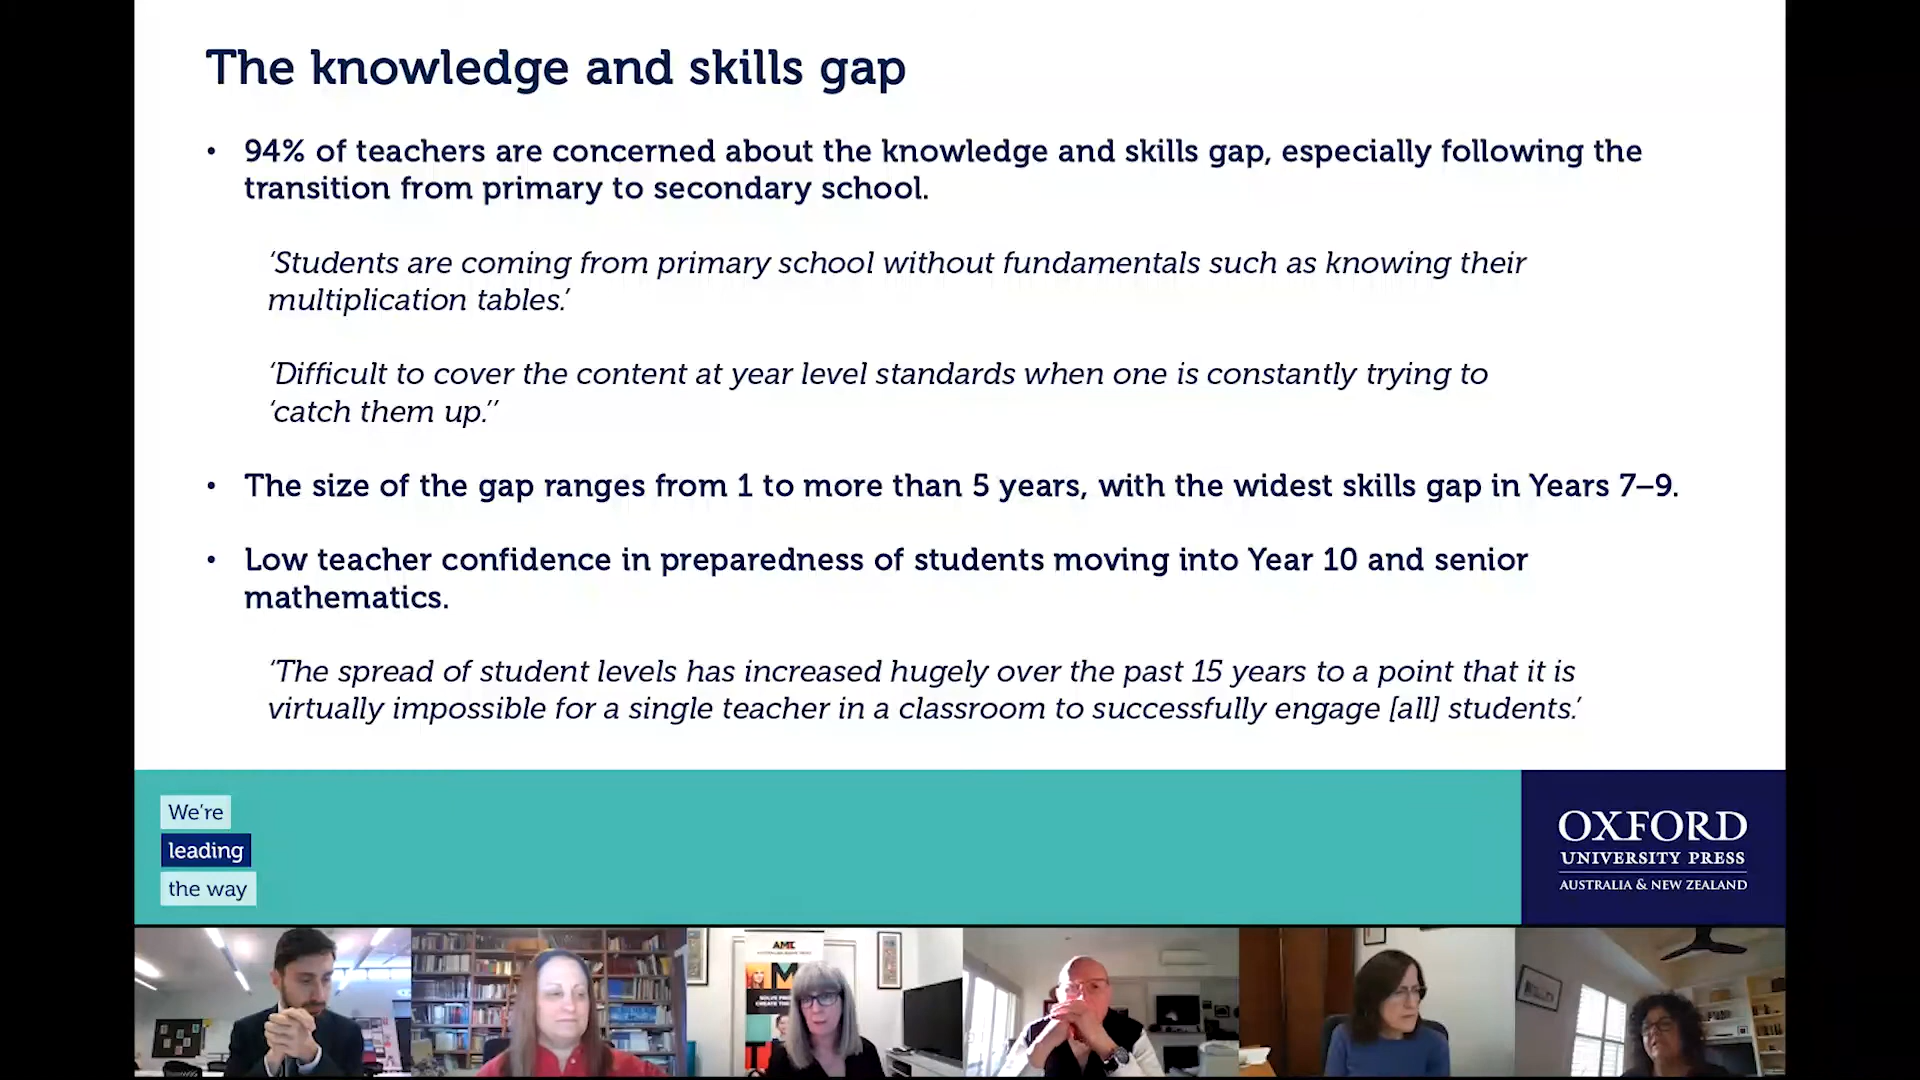 The knowledge and skills gap
• 94% of teachers are concerned about the knowledge and skills gap, especially following the
transition from primary to secondary school.
‘Students are coming from primary school without fundamentals such as knowing their
multiplication tables.’
‘Difficult to cover the content at year level standards when one is constantly trying to
‘catch them up.’’
• The size of the gap ranges from 1 to more than 5 years, with the widest skills gap in Years 7–9.
• Low teacher confidence in preparedness of students moving into Year 10 and senior
mathematics.
‘The spread of student levels has increased hugely over the past 15 years to a point that it is
virtually impossible for a single teacher in a classroom to successfully engage [all] students.’
We’re
leading
the way
OXFORD
UNIVERSITY PRESS
AUSTRALIA & NEW ZEALAND
AMT
M